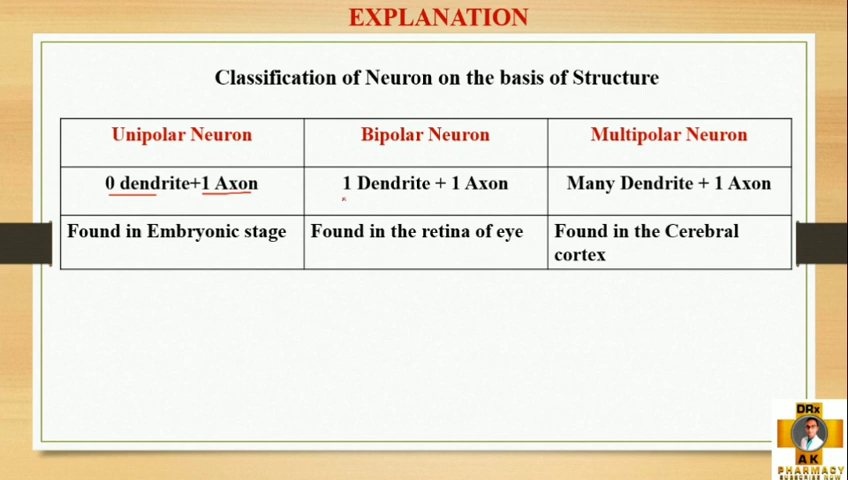 EXPLANATION
Classification of Neuron on the basis of Structure
Unipolar Neuron
Bipolar Neuron
Multipolar Neuron
0 dendrite+1 Axon
1 Dendrite + 1 Axon
Many Dendrite + 1 Axon
Found in Embryonic stage
Found in the retina of eye
Found in the Cerebral
cortex
DRx
AK
PHARMACY
SUBSCRIBE NOW